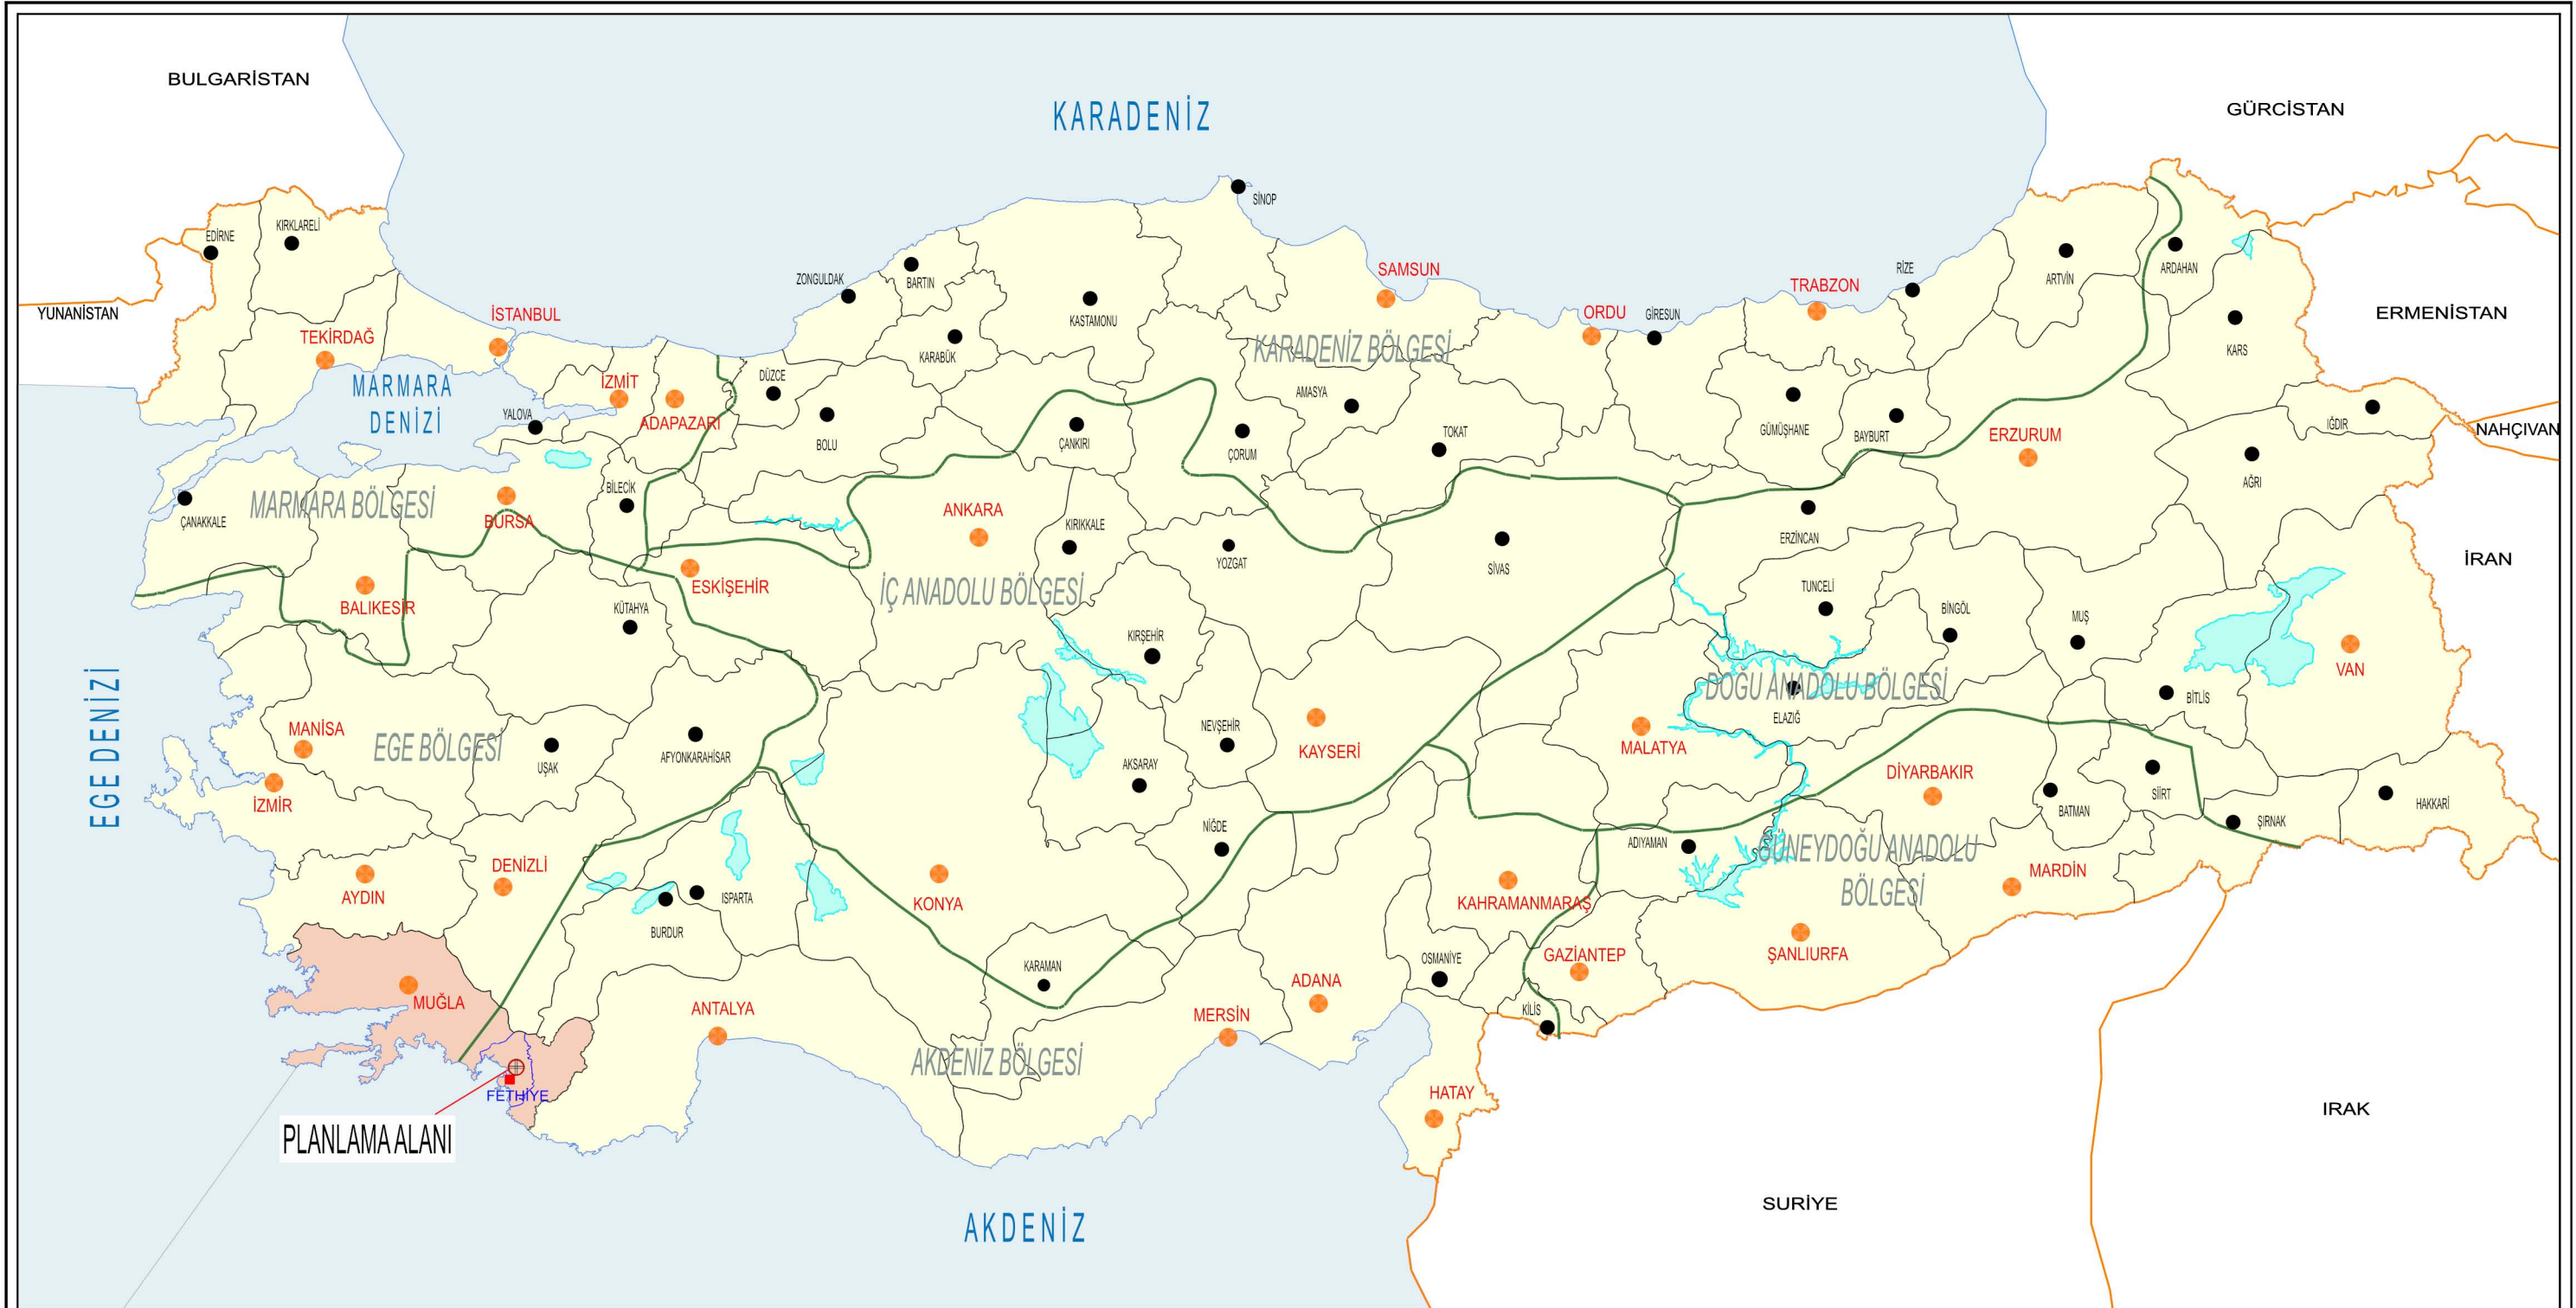 BULGARİSTAN
KARADENİZ
GÜRCİSTAN
SİNOP
KIRKLARELİ
EDİRNE
ZONGULDAK
BARTIN
SAMSUN
RİZE
ARTVİN
ARDAHAN
YUNANİSTAN
İSTANBUL
TEKİRDAĞ
KASTAMONU
ORDU
GİRESUN
TRABZON
ERMENİSTAN
KARADENİZ BÖLGESİ
KARABÜK
KARS
MARMARA
DENİZİ
İZMİT
DÜZCE
AMASYA
YALOVA
ADAPAZARI
BOLU
ÇANKIRI
ÇORUM
TOKAT
GÜMÜŞHANE
BAYBURT
ERZURUM
IĞDIR
NAHÇIVAN
AĞRI
MARMARA BÖLGESİ
BİLECİK
ÇANAKKALE
BURSA
ANKARA
KIRIKKALE
ERZİNCAN
İRAN
YOZGAT
SİVAS
ESKİŞEHİR
İÇ ANADOLU BÖLGESİ
BALIKESİR
KÜTAHYA
TUNCELİ
BİNGÖL
MUŞ
KIRŞEHİR
VAN
EGE DENİZİ
DOĞU ANADOLU BÖLGESİ
BİTLİS
ELAZIĞ
MANİSA
EGE BÖLGESİ
UŞAK
AFYONKARAHİSAR
NEVŞEHİR
KAYSERİ
MALATYA
AKSARAY
DİYARBAKIR
SİİRT
İZMİR
BATMAN
HAKKARİ
ŞIRNAK
NİĞDE
ADIYAMAN
GÜNEYDOĞU ANADOLU
BÖLGESİ
MARDİN
DENİZLİ
AYDIN
ISPARTA
KONYA
KAHRAMANMARAŞ
BURDUR
KARAMAN
OSMANİYE
GAZİANTEP
ŞANLIURFA
MUĞLA
ANTALYA
MERSİN
ADANA
KİLİS
AKDENİZ BÖLGESİ
FETHİYE
HATAY
IRAK
PLANLAMA ALANI
AKDENİZ
SURİYE